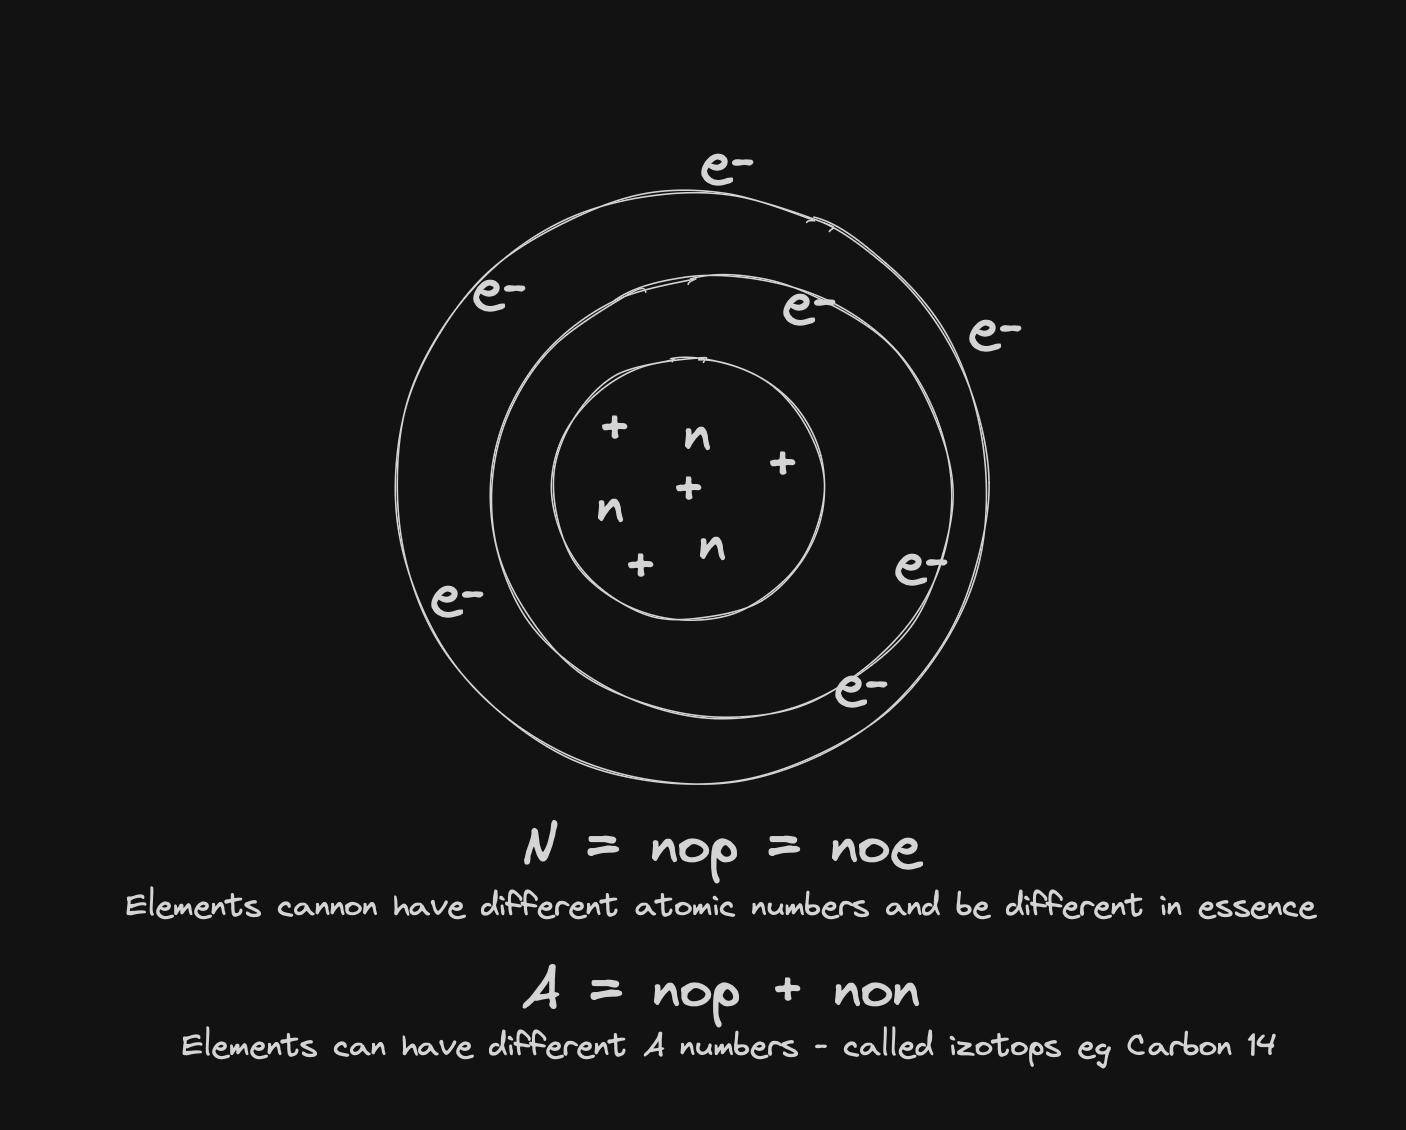 e-
e-
e-
e-
+
n
+
+
n
n
+
e-
e-
e-
N = nop = noe
Elements cannon have different atomic numbers and be different in essence
A = nop + non
Elements can have different A numbers - called izotops eg Carbon 14